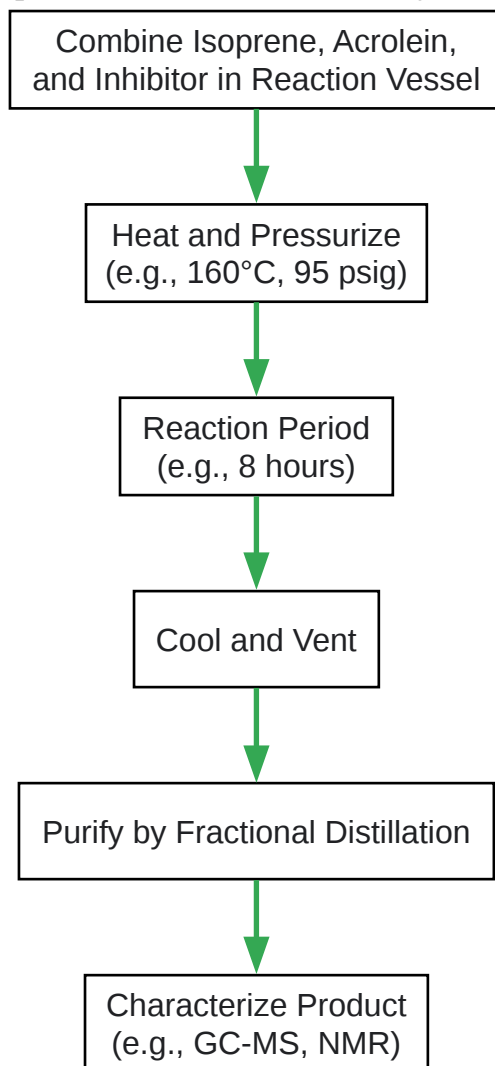 Combine Isoprene, Acrolein,
and Inhibitor in Reaction Vessel
Heat and Pressurize
(e.g., 160°C, 95 psig)
Reaction Period
(e.g., 8 hours)
Cool and Vent
Purify by Fractional Distillation
Characterize Product
(e.g., GC-MS, NMR)